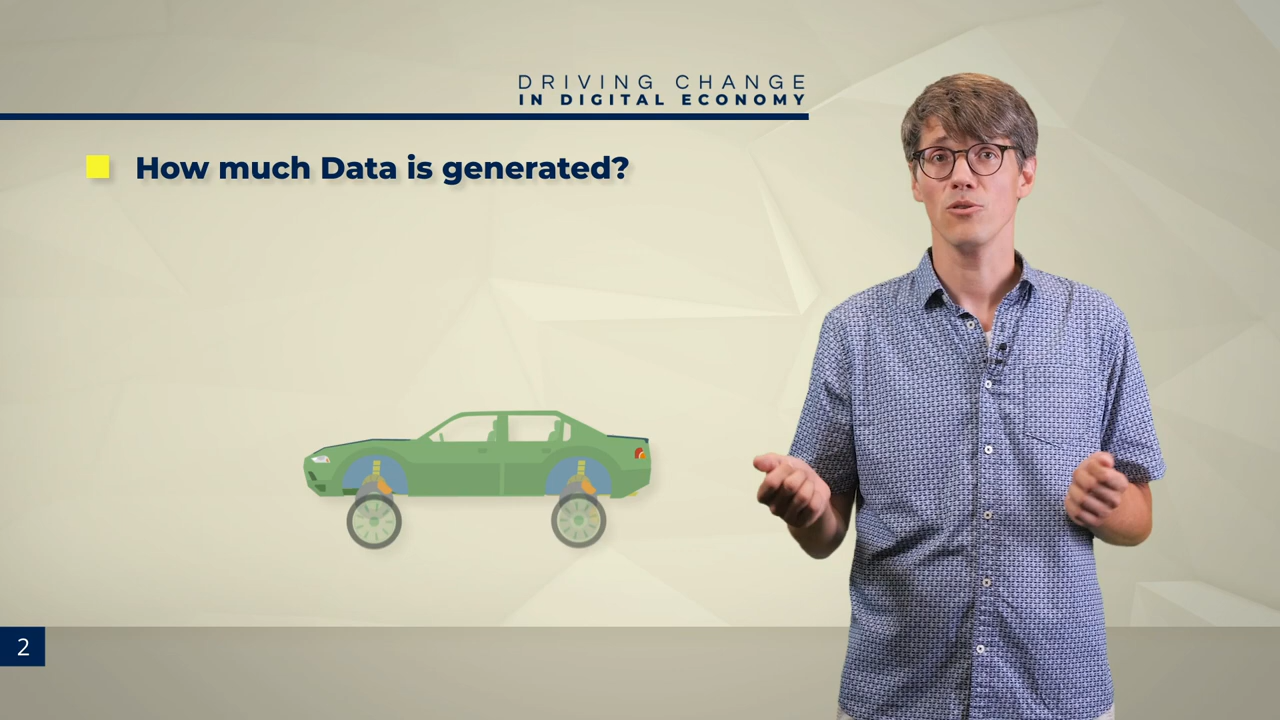 DRIVING CHANGE
IN DIGITAL ECONOMY
How much Data is generated?
2